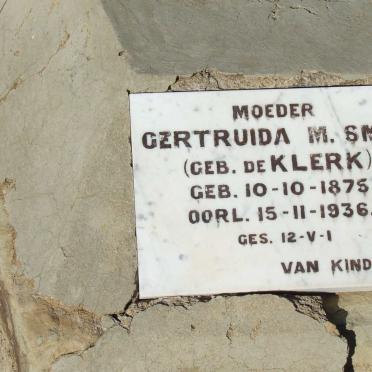 MOEDER
GERTRUIDA M. SM
(GEB. DE KLERK)
GEB. 10-10-1875
OORL. 15-11-1936.
GES. 12-V-1
VAN KIND